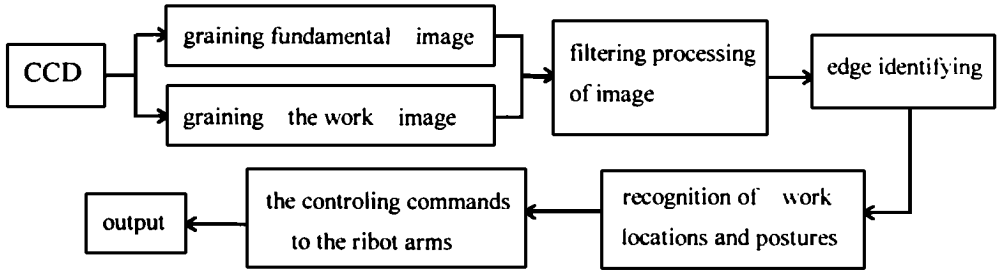 CCD
graining fundamental image
graining the work image
filtering processing
of image
edge identifying
recognition of work
locations and postures
the controling commands
to the ribot arms
output